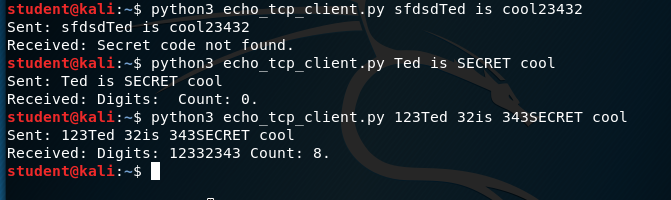 student@kali:~$ python3 echo_tcp_client.py sfdsdTed is cool23432
Sent: sfdsdTed is cool23432
Received: Secret code not found.
student@kali:~$ python3 echo_tcp_client.py Ted is SECRET cool
Sent: Ted is SECRET cool
Received: Digits:  Count: 0.
student@kali:~$ python3 echo_tcp_client.py 123Ted 32is 343SECRET cool
Sent: 123Ted 32is 343SECRET cool
Received: Digits: 12332343 Count: 8.
student@kali:~$